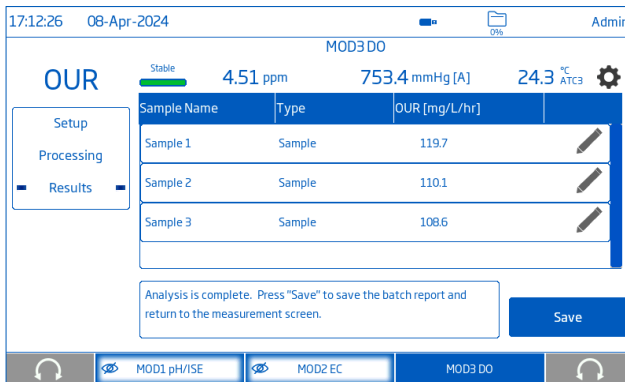 17:12:26 08-Apr-2024 0% Admin
MOD3 DO
OUR
Stable 4.51 ppm 753.4 mmHg [A] 24.3 °C ATC3
Setup
Processing
Results
Sample Name Type OUR [mg/L/hr]
Sample 1 Sample 119.7
Sample 2 Sample 110.1
Sample 3 Sample 108.6
Analysis is complete. Press "Save" to save the batch report and
return to the measurement screen.
Save
MOD1 pH/ISE MOD2 EC MOD3 DO